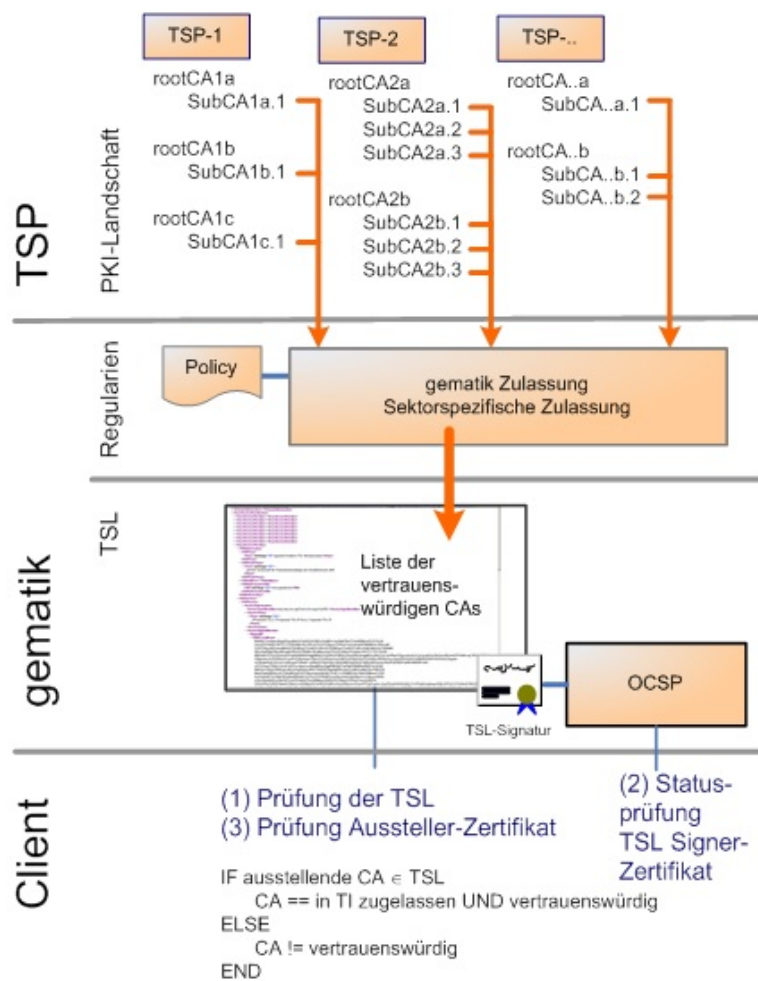 TSP
PKI-Landschaft
TSP-1
rootCA1a
SubCA1a.1
rootCA1b
SubCA1b.1
rootCA1c
SubCA1c.1
TSP-2
rootCA2a
SubCA2a.1
SubCA2a.2
SubCA2a.3
rootCA2b
SubCA2b.1
SubCA2b.2
SubCA2b.3
TSP-..
rootCA..a
SubCA..a.1
rootCA..b
SubCA..b.1
SubCA..b.2
gematik
Regularien
Policy
gematik Zulassung
Sektorspezifische Zulassung
TSL
Liste der
vertrauens-
würdigen CAs
TSL-Signatur
OCSP
Client
(1) Prüfung der TSL
(3) Prüfung Aussteller-Zertifikat
(2) Status-
prüfung
TSL Signer-
Zertifikat
IF ausstellende CA ∈ TSL
CA == in TI zugelassen UND vertrauenswürdig
ELSE
CA != vertrauenswürdig
END